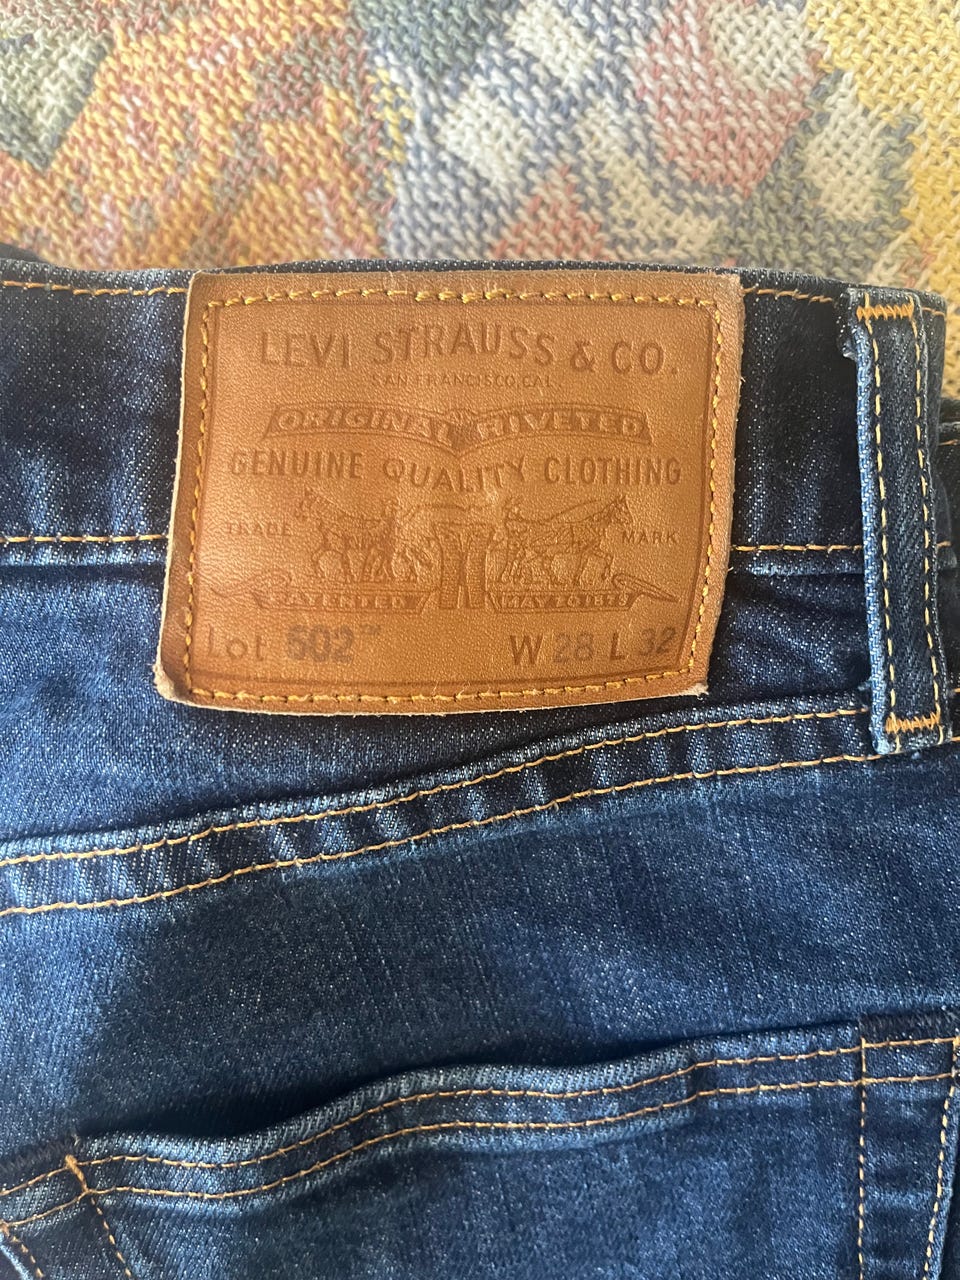 LEVI STRAUSS & CO.
SAN FRANCISCO, CAL.
ORIGINAL RIVETED
GENUINE QUALITY CLOTHING
TRADE MARK
PATENTED MAY 20 1873
Lot 502™ W 28 L 32